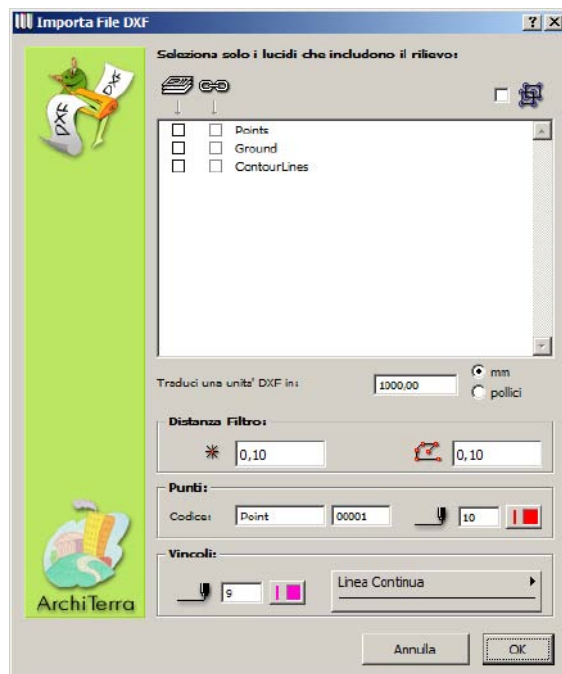 Importa File DXF
Seleziona solo i lucidi che includono il rilievo:
DXF
DXF
Points
Ground
ContourLines
Traduci una unita' DXF in:
1000,00
mm
pollici
Distanza Filtro:
0,10
0,10
Punti:
Codice:
Point
00001
10
Vincoli:
9
Linea Continua
ArchiTerra
Annulla
OK